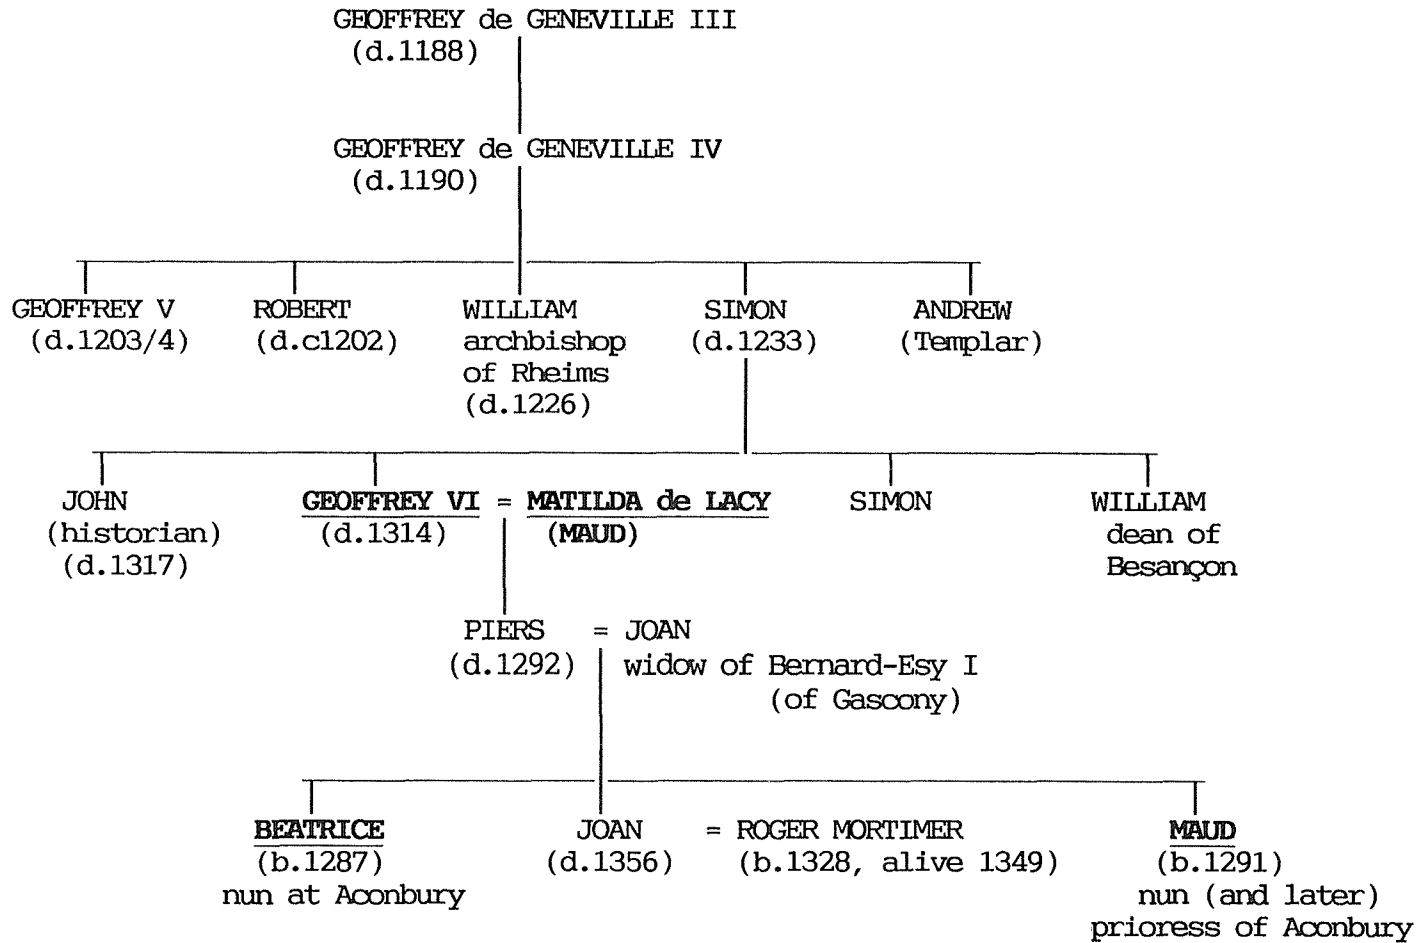 GEOFFREY de GENEVILLE III
(d.1188)
GEOFFREY de GENEVILLE IV
(d.1190)
GEOFFREY V ROBERT WILLIAM SIMON ANDREW
(d.1203/4) (d.c1202) archbishop (d.1233) (Templar)
of Rheims
(d.1226)
JOHN GEOFFREY VI = MATILDA de LACY SIMON WILLIAM
(historian) (d.1314) (MAUD) dean of
(d.1317) Besançon
PIERS = JOAN
(d.1292) widow of Bernard-Esy I
(of Gascony)
BEATRICE JOAN = ROGER MORTIMER MAUD
(b.1287) (d.1356) (b.1328, alive 1349) (b.1291)
nun at Aconbury nun (and later)
prioress of Aconbury